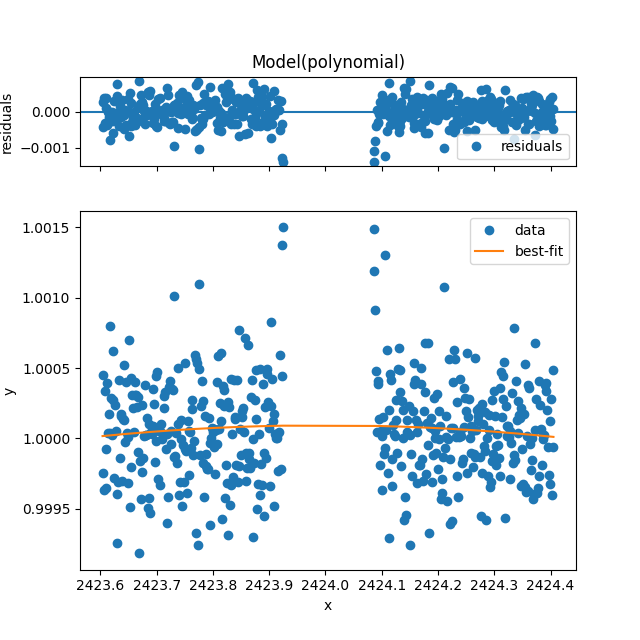 Model(polynomial)
residuals
0.000
−0.001
residuals
1.0015
1.0010
1.0005
1.0000
0.9995
y
data
best-fit
2423.6 2423.7 2423.8 2423.9 2424.0 2424.1 2424.2 2424.3 2424.4
x